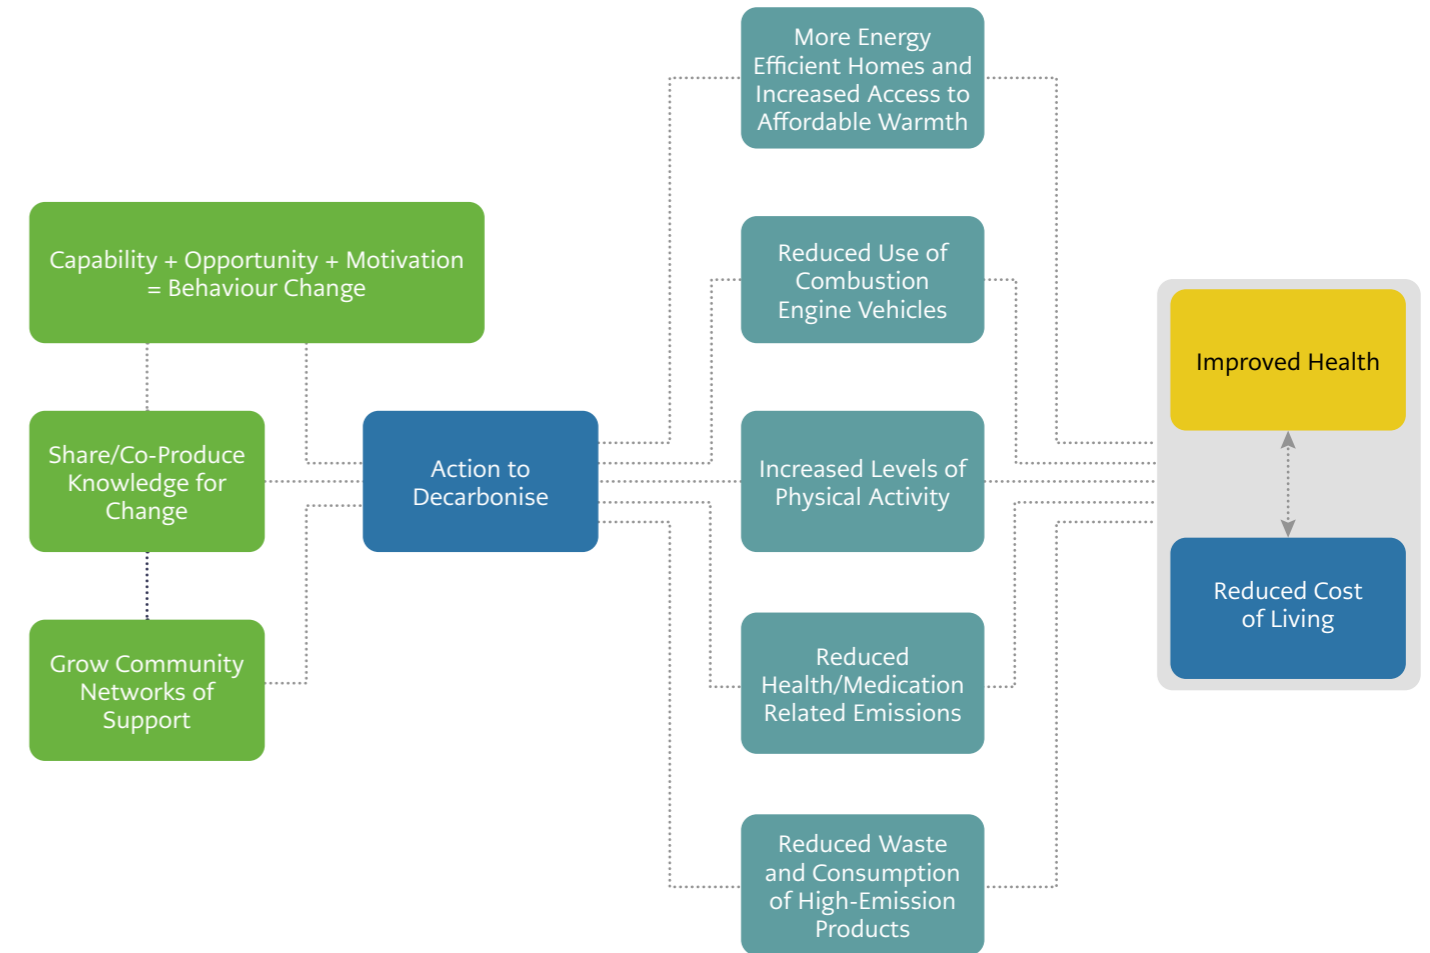 Capability + Opportunity + Motivation
= Behaviour Change
Share/Co-Produce
Knowledge for
Change
Grow Community
Networks of
Support
Action to
Decarbonise
More Energy
Efficient Homes and
Increased Access to
Affordable Warmth
Reduced Use of
Combustion
Engine Vehicles
Increased Levels of
Physical Activity
Reduced
Health/Medication
Related Emissions
Reduced Waste
and Consumption
of High-Emission
Products
Improved Health
Reduced Cost
of Living